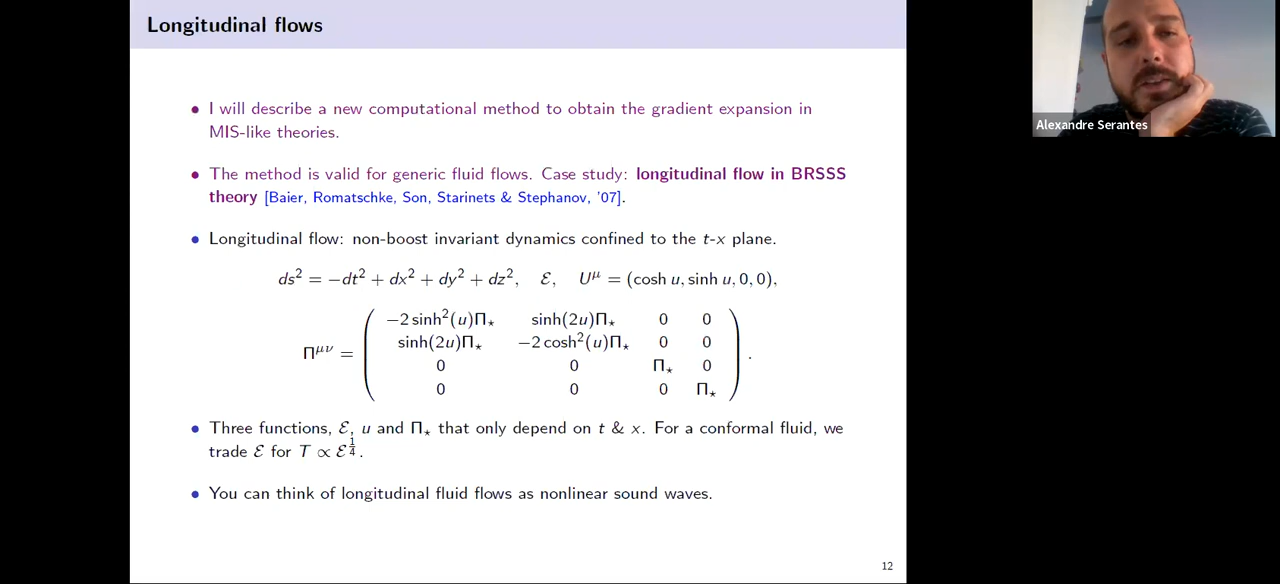 Longitudinal flows
• I will describe a new computational method to obtain the gradient expansion in
MIS-like theories.
• The method is valid for generic fluid flows. Case study: longitudinal flow in BRSSS
theory [Baier, Romatschke, Son, Starinets & Stephanov, '07].
• Longitudinal flow: non-boost invariant dynamics confined to the t-x plane.
ds² = −dt² + dx² + dy² + dz², ℰ, U^μ = (cosh u, sinh u, 0, 0),
−2 sinh²(u)Π⋆ sinh(2u)Π⋆ 0 0
sinh(2u)Π⋆ −2 cosh²(u)Π⋆ 0 0
Π^μν =
0 0 Π⋆ 0
0 0 0 Π⋆ .
• Three functions, ℰ, u and Π⋆ that only depend on t & x. For a conformal fluid, we
trade ℰ for T ∝ ℰ^(1/4).
• You can think of longitudinal fluid flows as nonlinear sound waves.
12
Alexandre Serantes